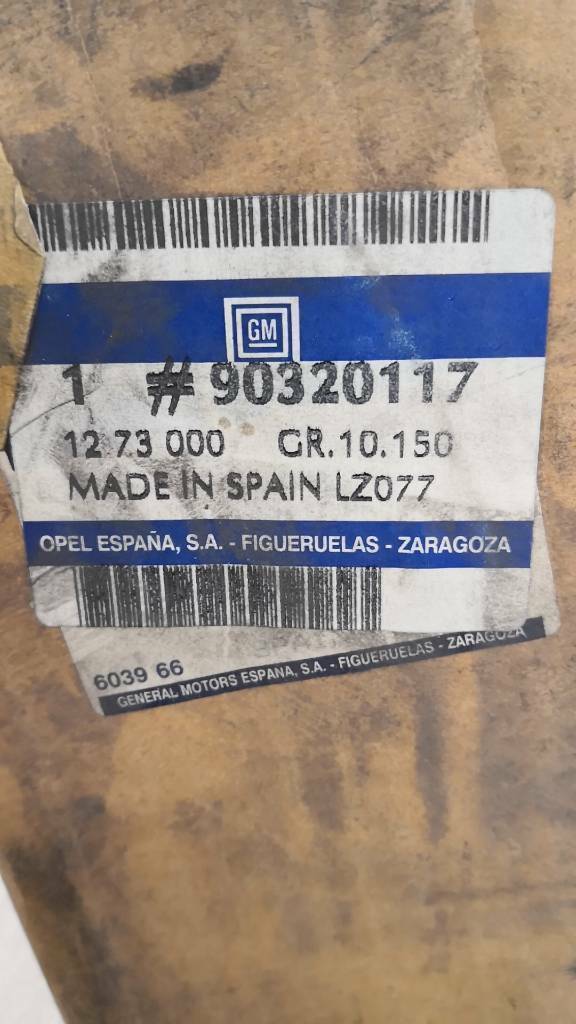 GM
1 # 90320117
12 73 000 GR.10.150
MADE IN SPAIN LZ077
OPEL ESPAÑA, S.A. - FIGUERUELAS - ZARAGOZA
6039 66
GENERAL MOTORS ESPAÑA, S.A. - FIGUERUELAS - ZARAGOZA